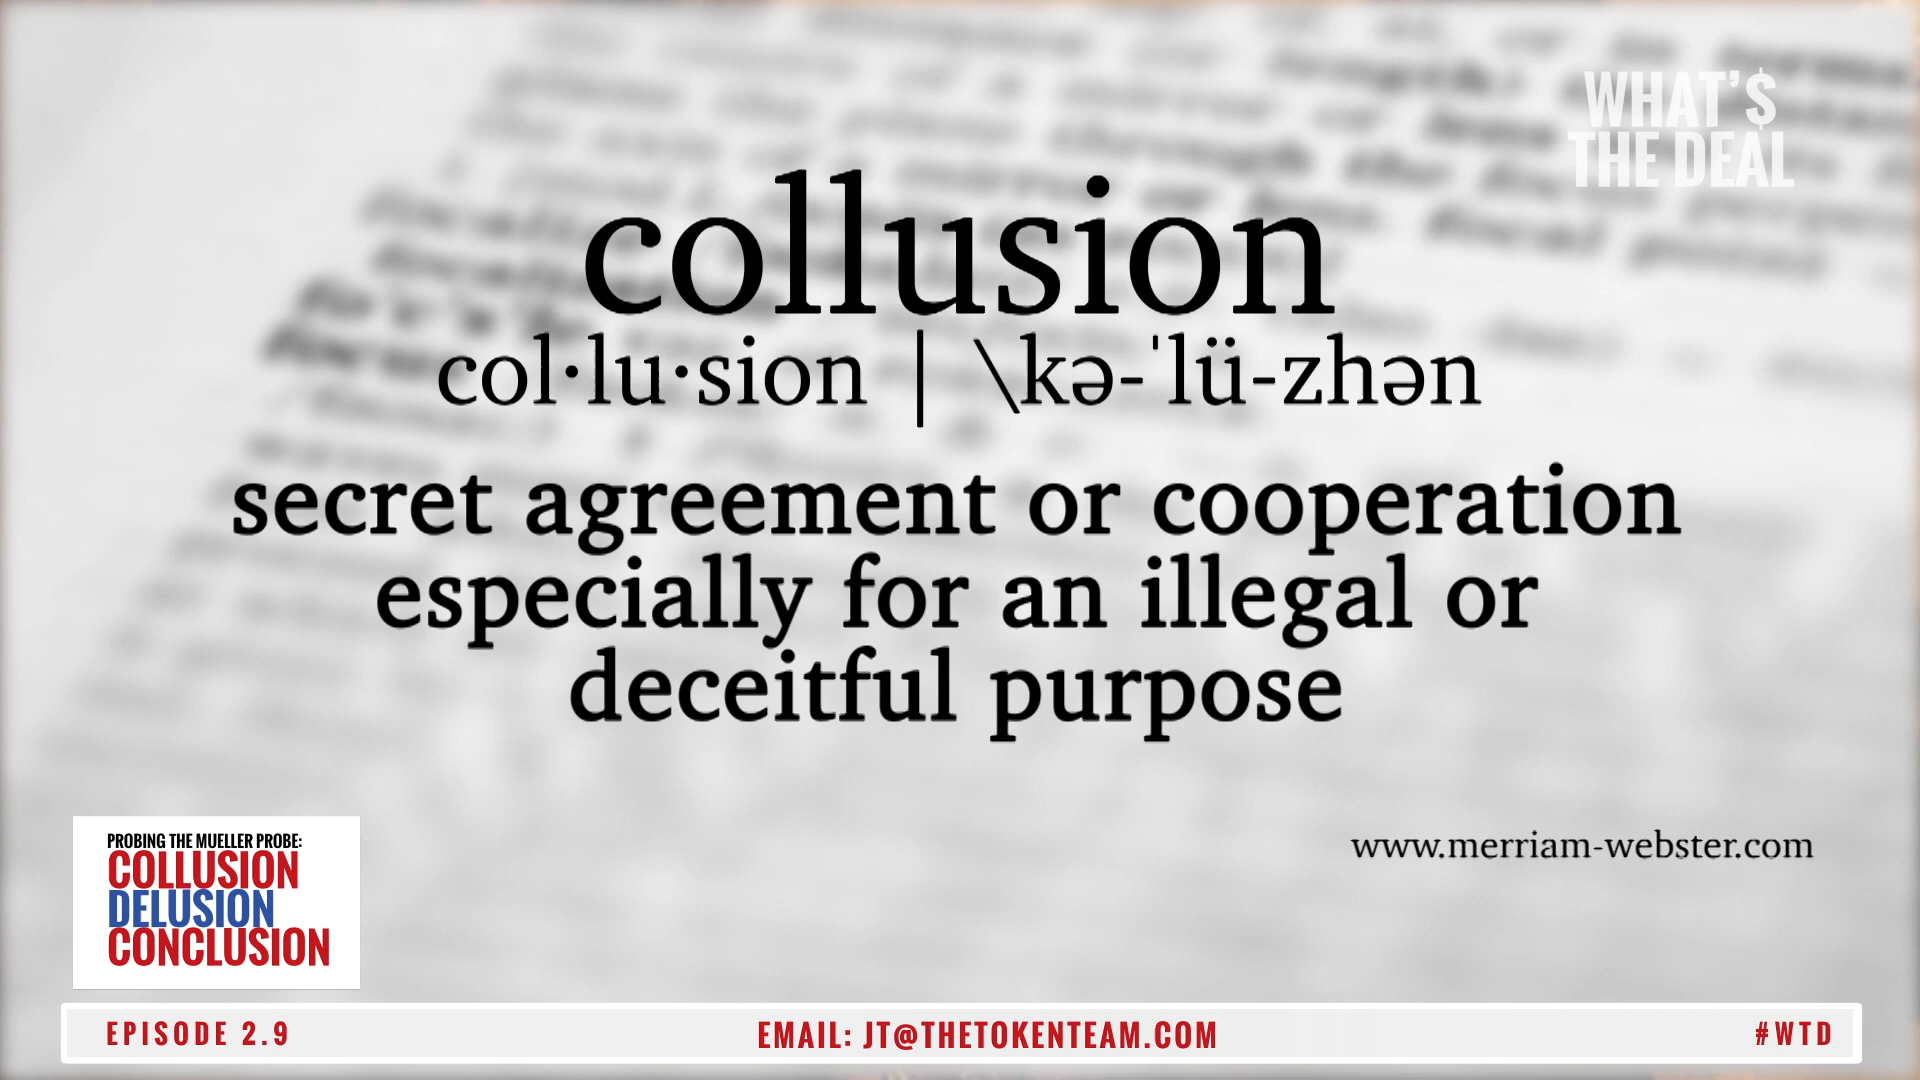 WHAT'$
THE DEAL
collusion
col·lu·sion | \kə-ˈlü-zhən
secret agreement or cooperation
especially for an illegal or
deceitful purpose
www.merriam-webster.com
PROBING THE MUELLER PROBE:
COLLUSION
DELUSION
CONCLUSION
EPISODE 2.9
EMAIL: JT@THETOKENTEAM.COM
#WTD